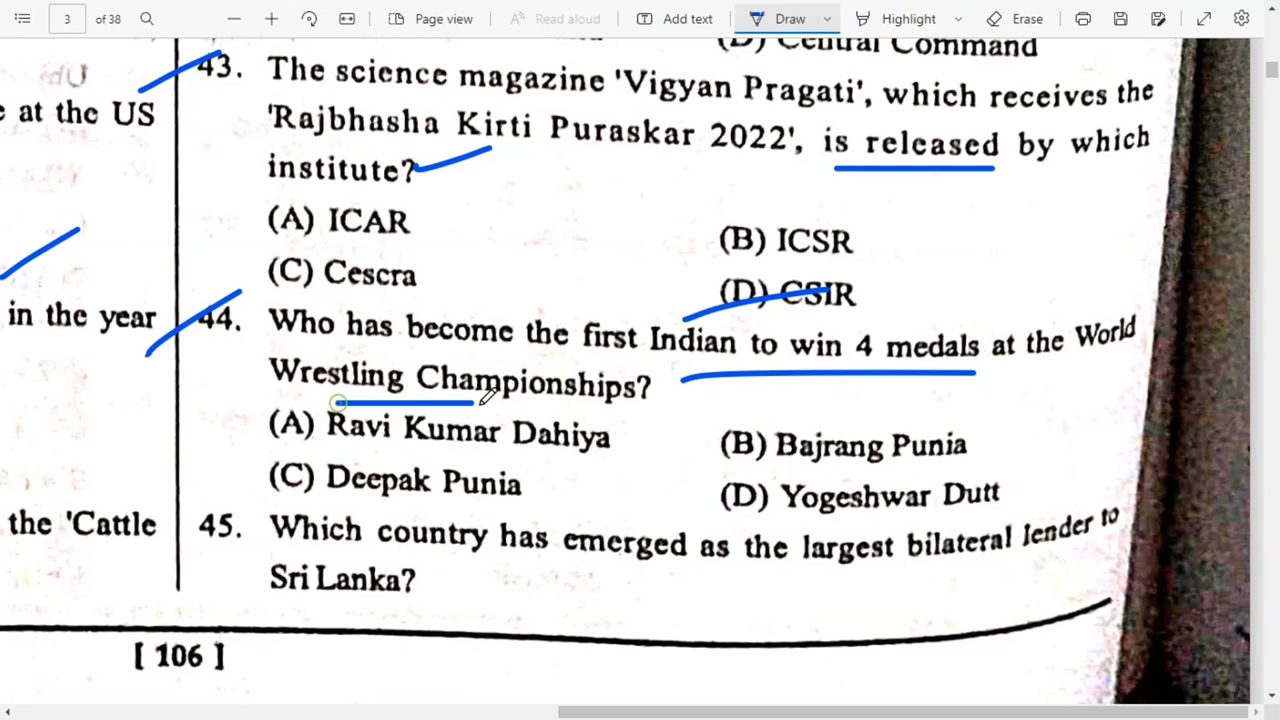 3
of 38
Page view
Read aloud
Add text
Draw
Highlight
Erase
at the US
in the year
the 'Cattle
(D) Central Command
43. The science magazine 'Vigyan Pragati', which receives the
'Rajbhasha Kirti Puraskar 2022', is released by which
institute?
(A) ICAR
(B) ICSR
(C) Cescra
(D) CSIR
44. Who has become the first Indian to win 4 medals at the World
Wrestling Championships?
(A) Ravi Kumar Dahiya
(B) Bajrang Punia
(C) Deepak Punia
(D) Yogeshwar Dutt
45. Which country has emerged as the largest bilateral lender to
Sri Lanka?
[ 106 ]